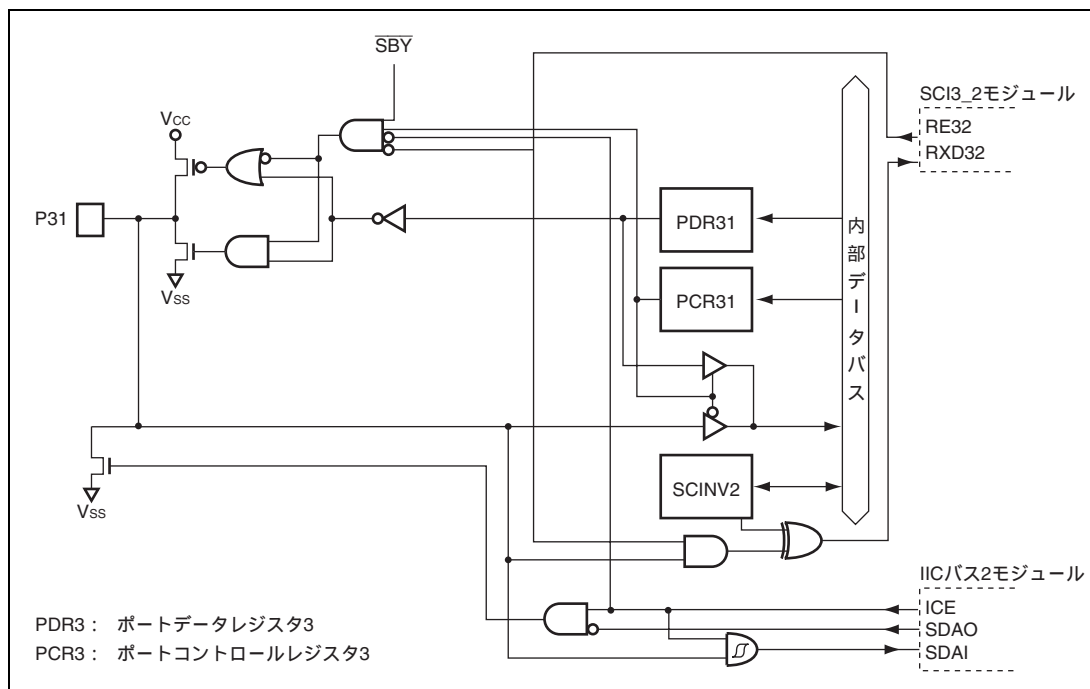 S̅B̅Y̅
SCI3_2モジュール
VCC
RE32
RXD32
P31
PDR31
内部データバス
PCR31
VSS
VSS
SCINV2
IICバス2モジュール
ICE
SDAO
SDAI
PDR3： ポートデータレジスタ3
PCR3： ポートコントロールレジスタ3